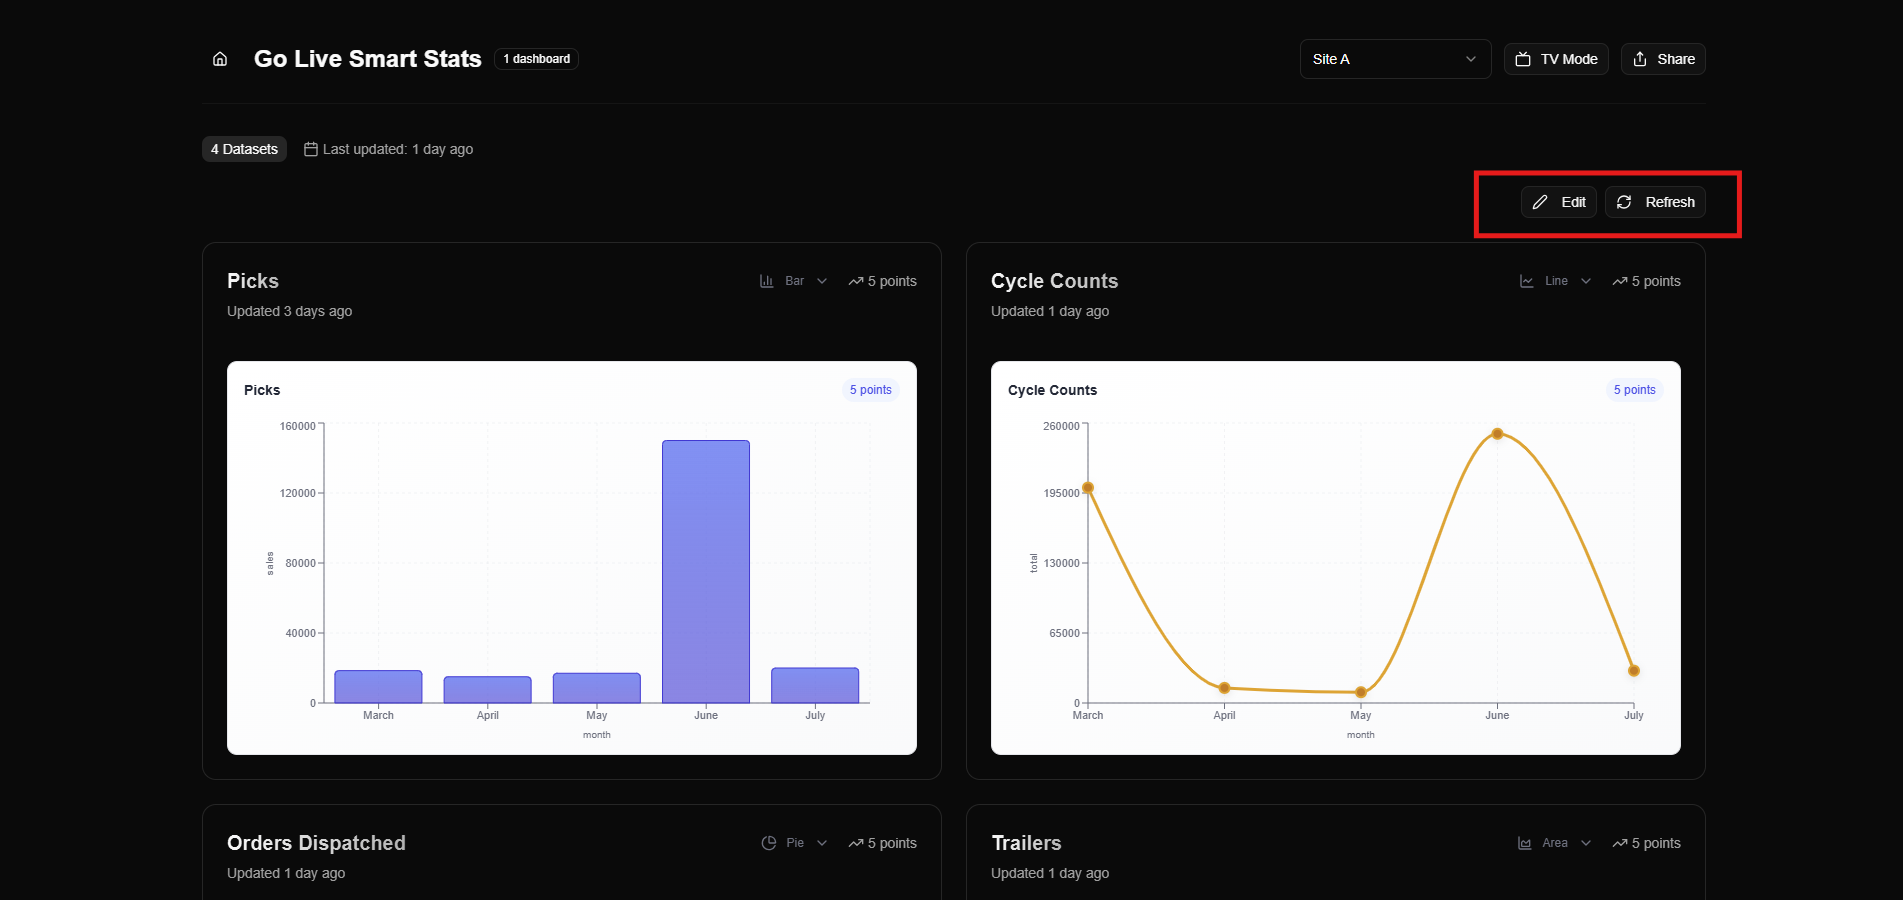 Go Live Smart Stats
1 dashboard
Site A
TV Mode
Share
4 Datasets
Last updated: 1 day ago
Edit
Refresh
Picks
Bar
5 points
Updated 3 days ago
Picks
5 points
160000
120000
80000
40000
0
sales
March
April
May
June
July
month
Cycle Counts
Line
5 points
Updated 1 day ago
Cycle Counts
5 points
260000
195000
130000
65000
0
total
March
April
May
June
July
month
Orders Dispatched
Pie
5 points
Updated 1 day ago
Trailers
Area
5 points
Updated 1 day ago